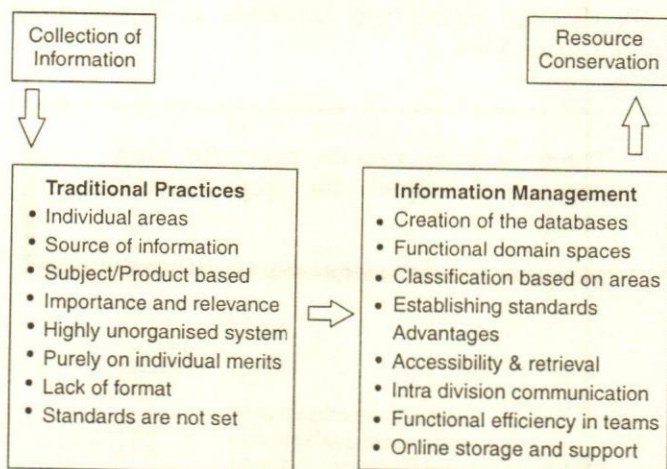 Collection of
Information
Resource
Conservation
Traditional Practices
• Individual areas
• Source of information
• Subject/Product based
• Importance and relevance
• Highly unorganised system
• Purely on individual merits
• Lack of format
• Standards are not set
Information Management
• Creation of the databases
• Functional domain spaces
• Classification based on areas
• Establishing standards
Advantages
• Accessibility & retrieval
• Intra division communication
• Functional efficiency in teams
• Online storage and support